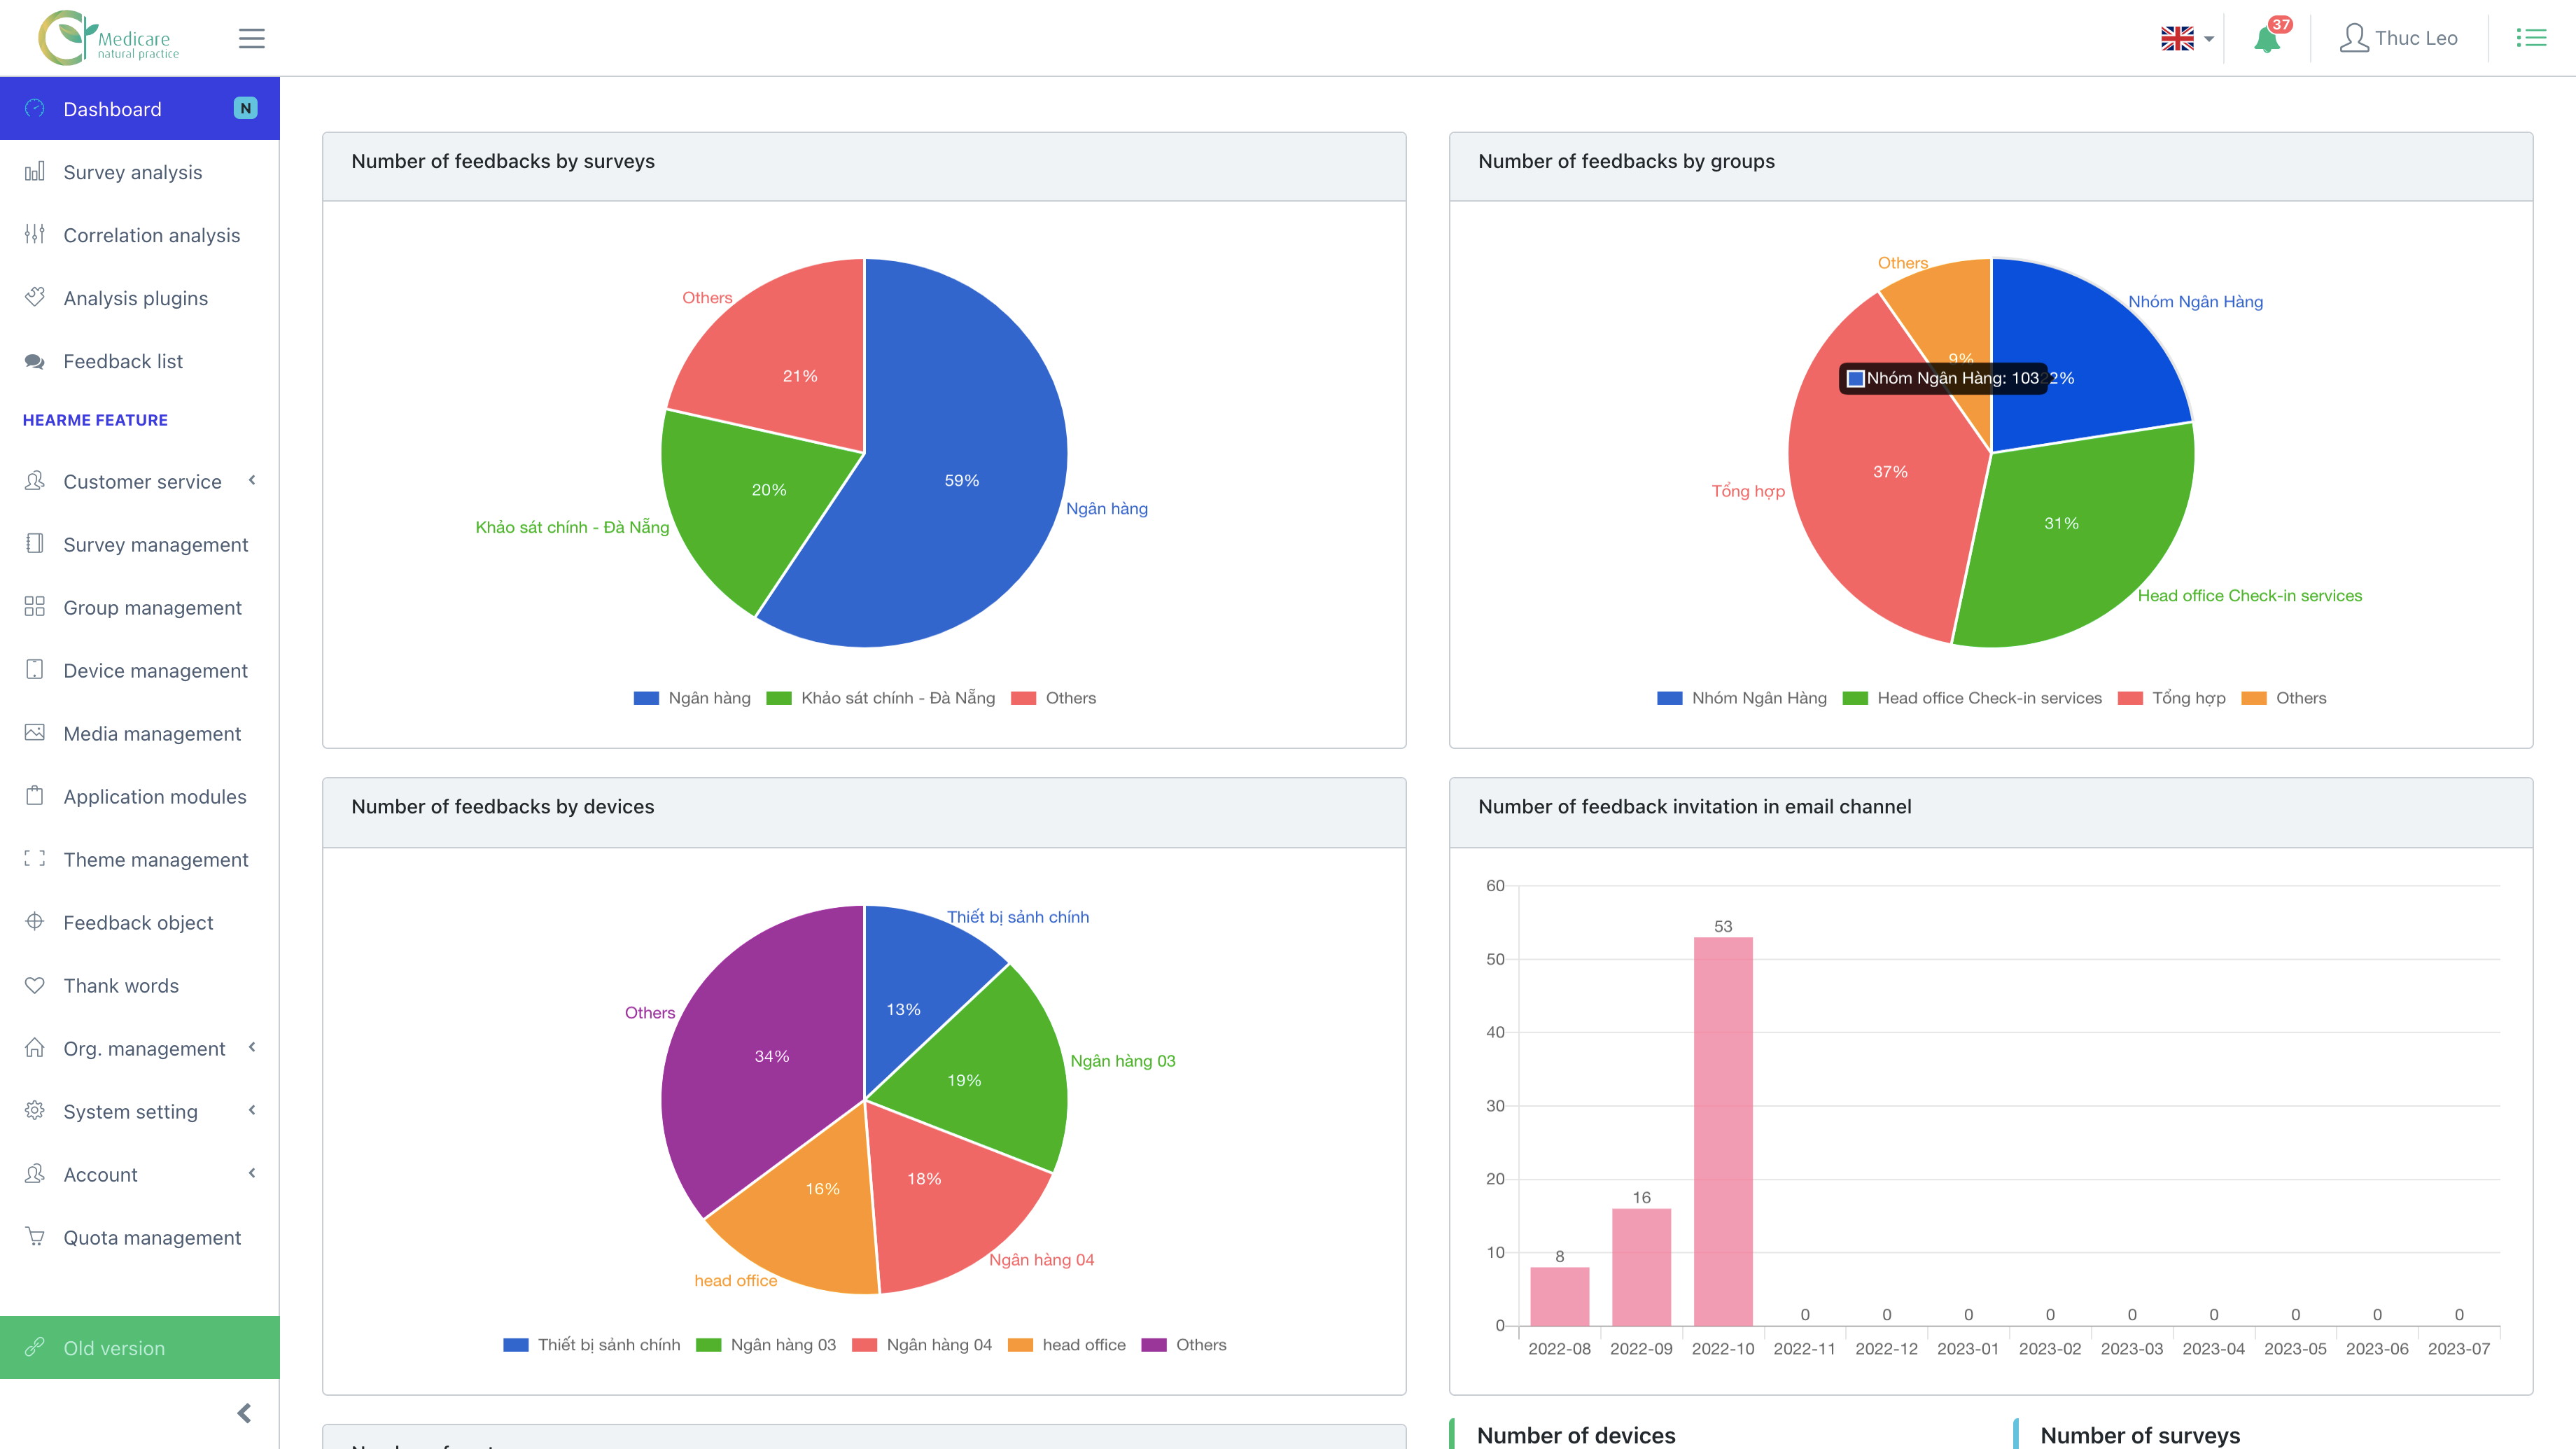 Medicare
natural practice
37
Thuc Leo
Dashboard N
Survey analysis
Correlation analysis
Analysis plugins
Feedback list
HEARME FEATURE
Customer service
Survey management
Group management
Device management
Media management
Application modules
Theme management
Feedback object
Thank words
Org. management
System setting
Account
Quota management
Old version
Number of feedbacks by surveys
Others
21%
59%
20%
Ngân hàng
Khảo sát chính - Đà Nẵng
Ngân hàng Khảo sát chính - Đà Nẵng Others
Number of feedbacks by groups
Others
Nhóm Ngân Hàng
9%
Nhóm Ngân Hàng: 103 22%
37%
Tổng hợp
31%
Head office Check-in services
Nhóm Ngân Hàng Head office Check-in services Tổng hợp Others
Number of feedbacks by devices
Thiết bị sảnh chính
Others
13%
34%
Ngân hàng 03
19%
18%
16%
Ngân hàng 04
head office
Thiết bị sảnh chính Ngân hàng 03 Ngân hàng 04 head office Others
Number of feedback invitation in email channel
60
53
50
40
30
20
16
10
8
0 0 0 0 0 0 0 0 0
0
2022-08 2022-09 2022-10 2022-11 2022-12 2023-01 2023-02 2023-03 2023-04 2023-05 2023-06 2023-07
Number of devices
Number of surveys